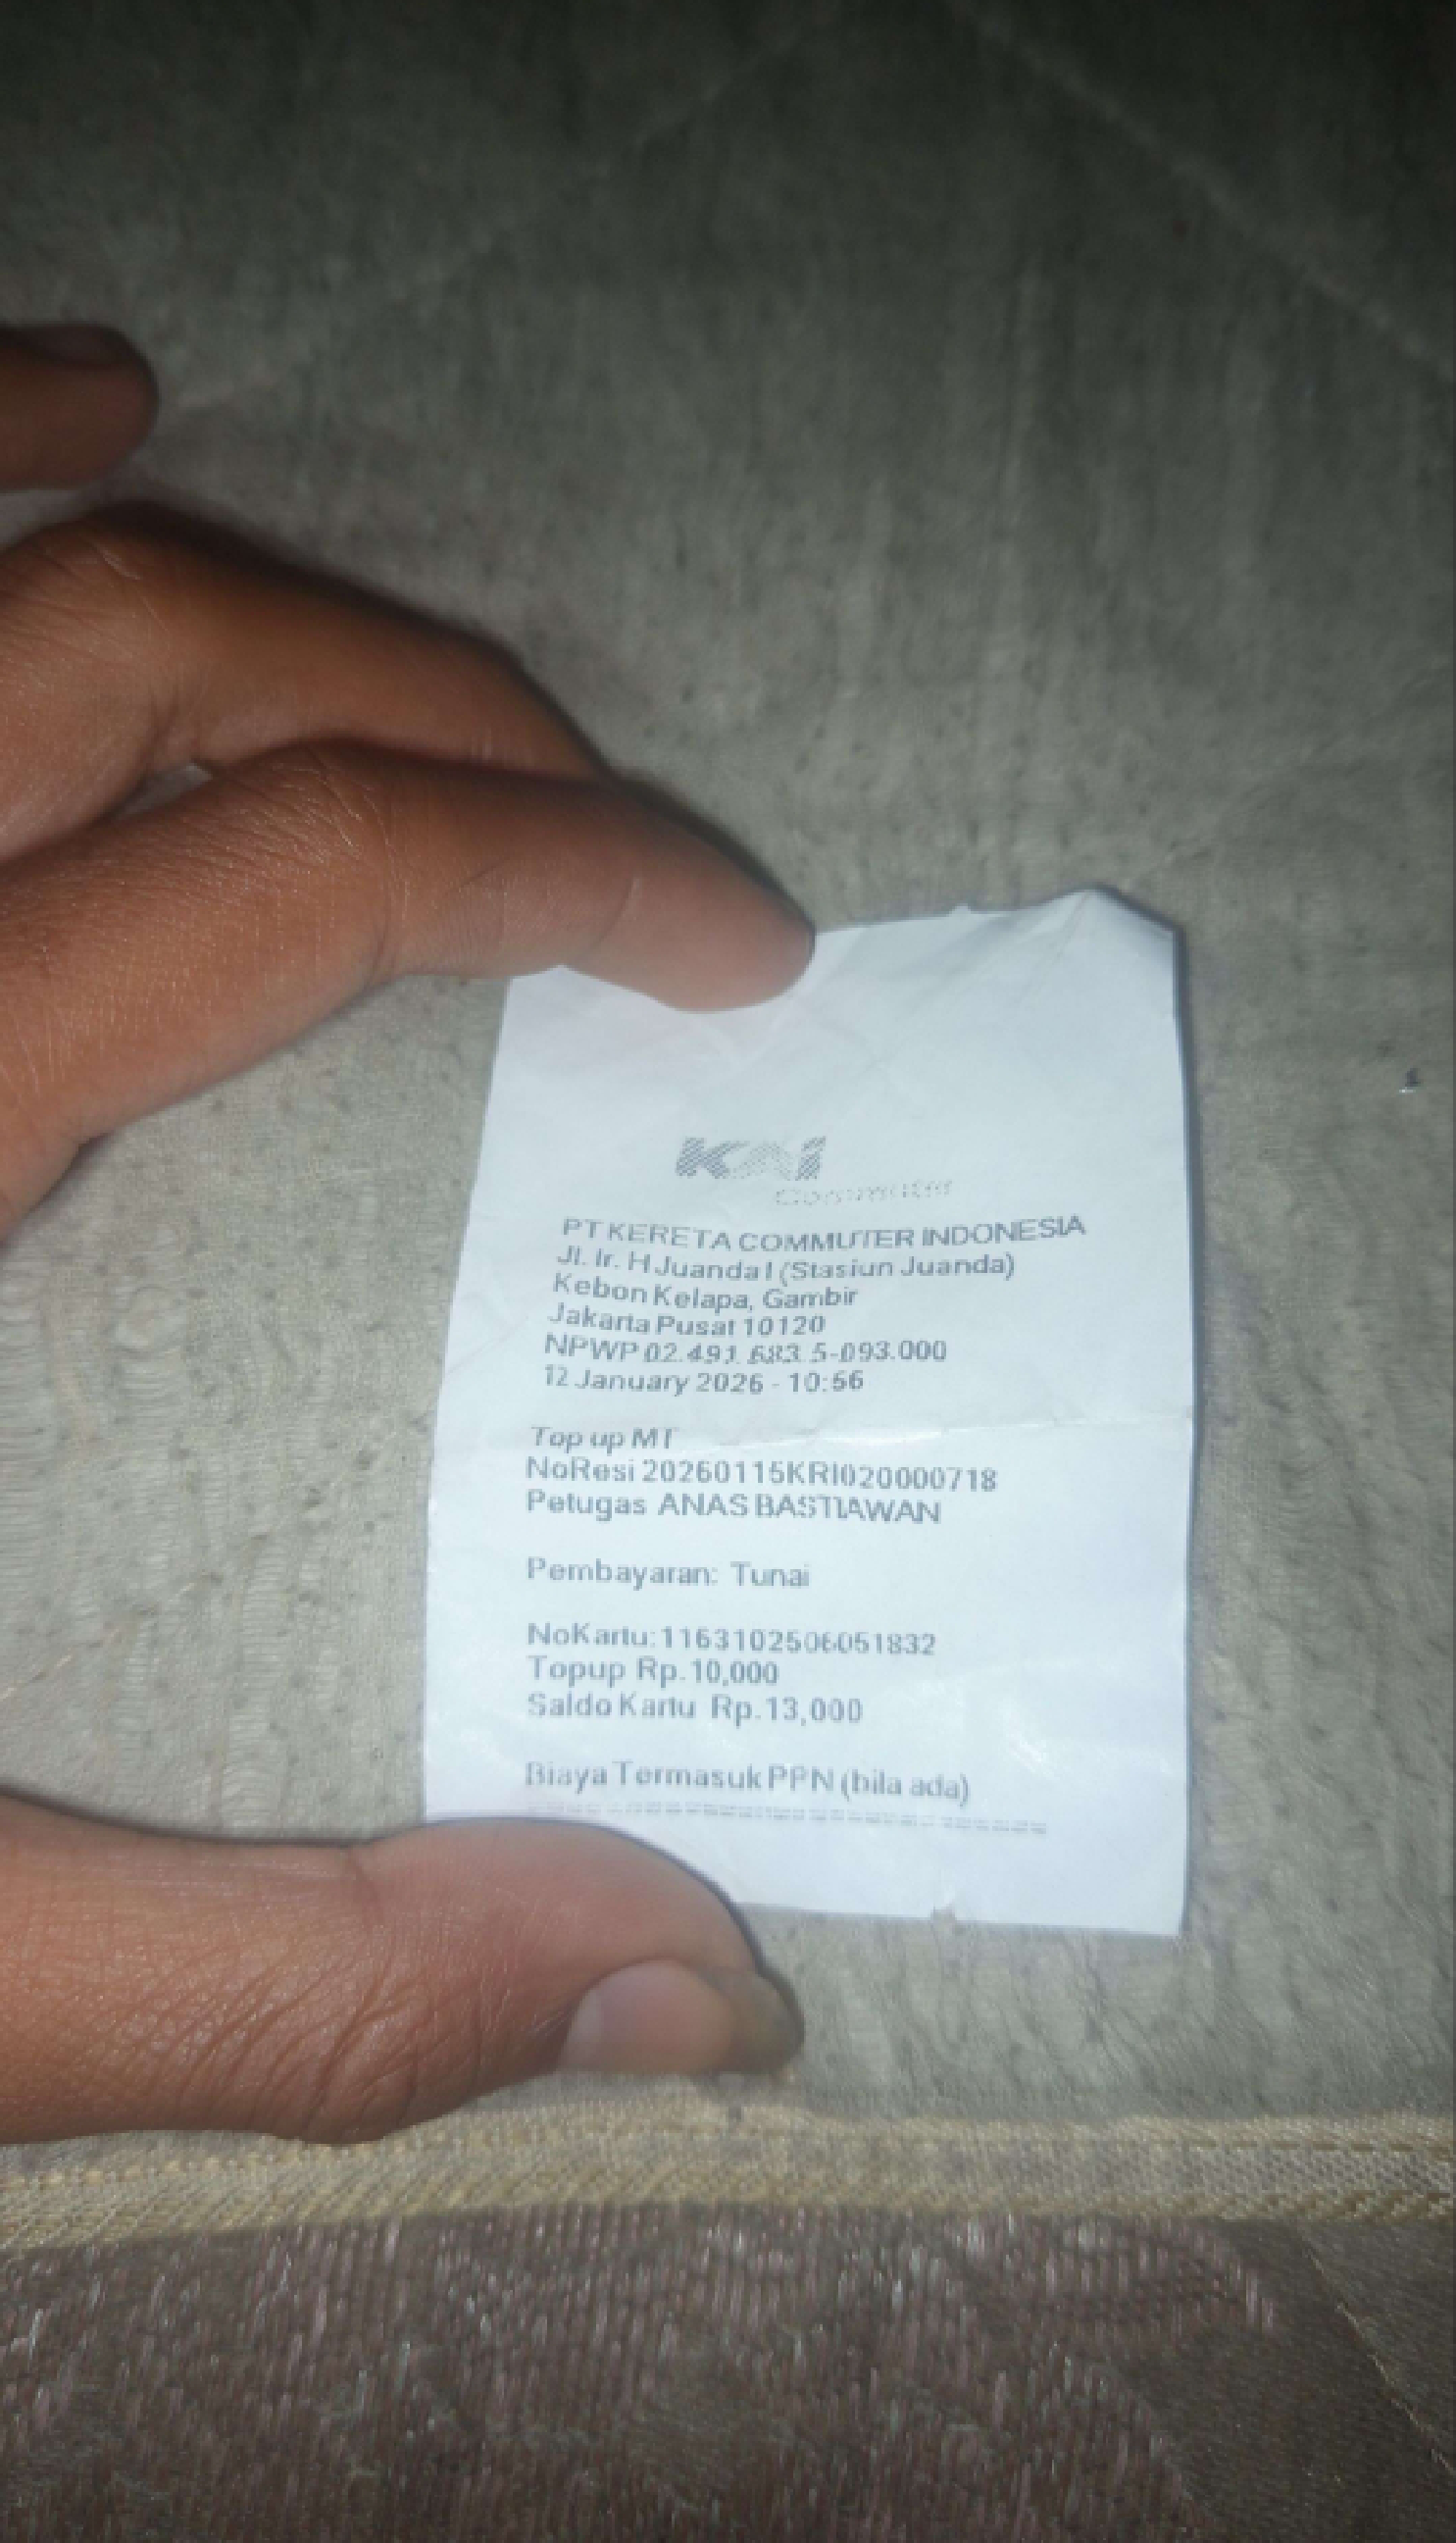 KAI
Commuter
PT KERETA COMMUTER INDONESIA
Jl. Ir. H Juanda I (Stasiun Juanda)
Kebon Kelapa, Gambir
Jakarta Pusat 10120
NPWP 02.491.683.5-093.000
12 January 2026 - 10:56
Top up MT
NoResi 20260115KRI020000718
Petugas ANAS BASTIAWAN
Pembayaran: Tunai
NoKartu: 1163102506051832
Topup Rp. 10,000
Saldo Kartu Rp. 13,000
Biaya Termasuk PPN (bila ada)